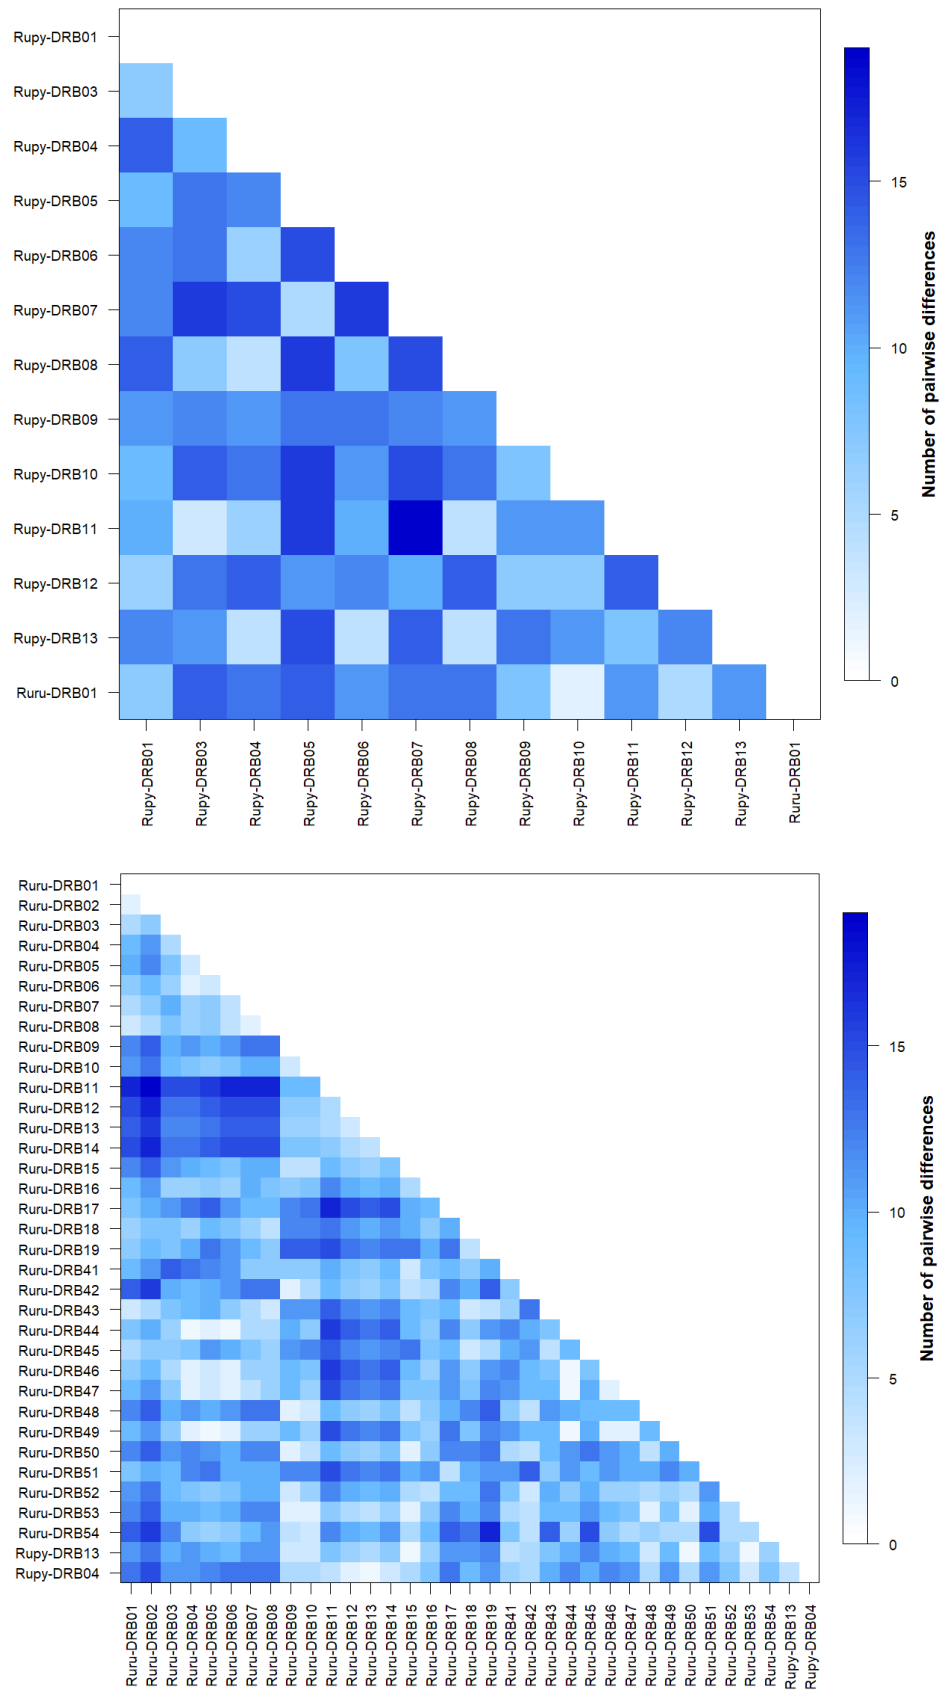 Rupy-DRB01
Rupy-DRB03
Rupy-DRB04
Rupy-DRB05
Rupy-DRB06
Rupy-DRB07
Rupy-DRB08
Rupy-DRB09
Rupy-DRB10
Rupy-DRB11
Rupy-DRB12
Rupy-DRB13
Ruru-DRB01
Rupy-DRB01
Rupy-DRB03
Rupy-DRB04
Rupy-DRB05
Rupy-DRB06
Rupy-DRB07
Rupy-DRB08
Rupy-DRB09
Rupy-DRB10
Rupy-DRB11
Rupy-DRB12
Rupy-DRB13
Ruru-DRB01
15
10
5
0
Number of pairwise differences
Ruru-DRB01
Ruru-DRB02
Ruru-DRB03
Ruru-DRB04
Ruru-DRB05
Ruru-DRB06
Ruru-DRB07
Ruru-DRB08
Ruru-DRB09
Ruru-DRB10
Ruru-DRB11
Ruru-DRB12
Ruru-DRB13
Ruru-DRB14
Ruru-DRB15
Ruru-DRB16
Ruru-DRB17
Ruru-DRB18
Ruru-DRB19
Ruru-DRB41
Ruru-DRB42
Ruru-DRB43
Ruru-DRB44
Ruru-DRB45
Ruru-DRB46
Ruru-DRB47
Ruru-DRB48
Ruru-DRB49
Ruru-DRB50
Ruru-DRB51
Ruru-DRB52
Ruru-DRB53
Ruru-DRB54
Rupy-DRB13
Rupy-DRB04
Ruru-DRB01
Ruru-DRB02
Ruru-DRB03
Ruru-DRB04
Ruru-DRB05
Ruru-DRB06
Ruru-DRB07
Ruru-DRB08
Ruru-DRB09
Ruru-DRB10
Ruru-DRB11
Ruru-DRB12
Ruru-DRB13
Ruru-DRB14
Ruru-DRB15
Ruru-DRB16
Ruru-DRB17
Ruru-DRB18
Ruru-DRB19
Ruru-DRB41
Ruru-DRB42
Ruru-DRB43
Ruru-DRB44
Ruru-DRB45
Ruru-DRB46
Ruru-DRB47
Ruru-DRB48
Ruru-DRB49
Ruru-DRB50
Ruru-DRB51
Ruru-DRB52
Ruru-DRB53
Ruru-DRB54
Rupy-DRB13
Rupy-DRB04
15
10
5
0
Number of pairwise differences